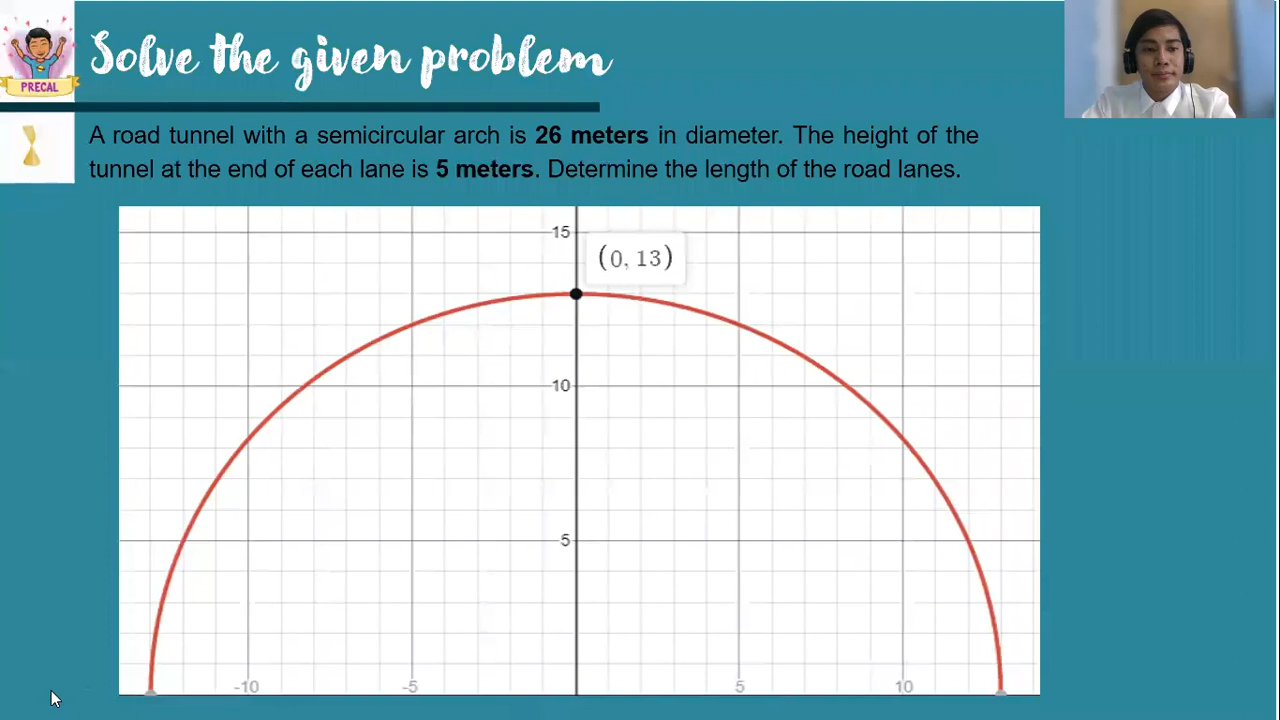 Solve the given problem
PRECAL
A road tunnel with a semicircular arch is 26 meters in diameter. The height of the
tunnel at the end of each lane is 5 meters. Determine the length of the road lanes.
15
(0, 13)
10
5
-10 -5 5 10